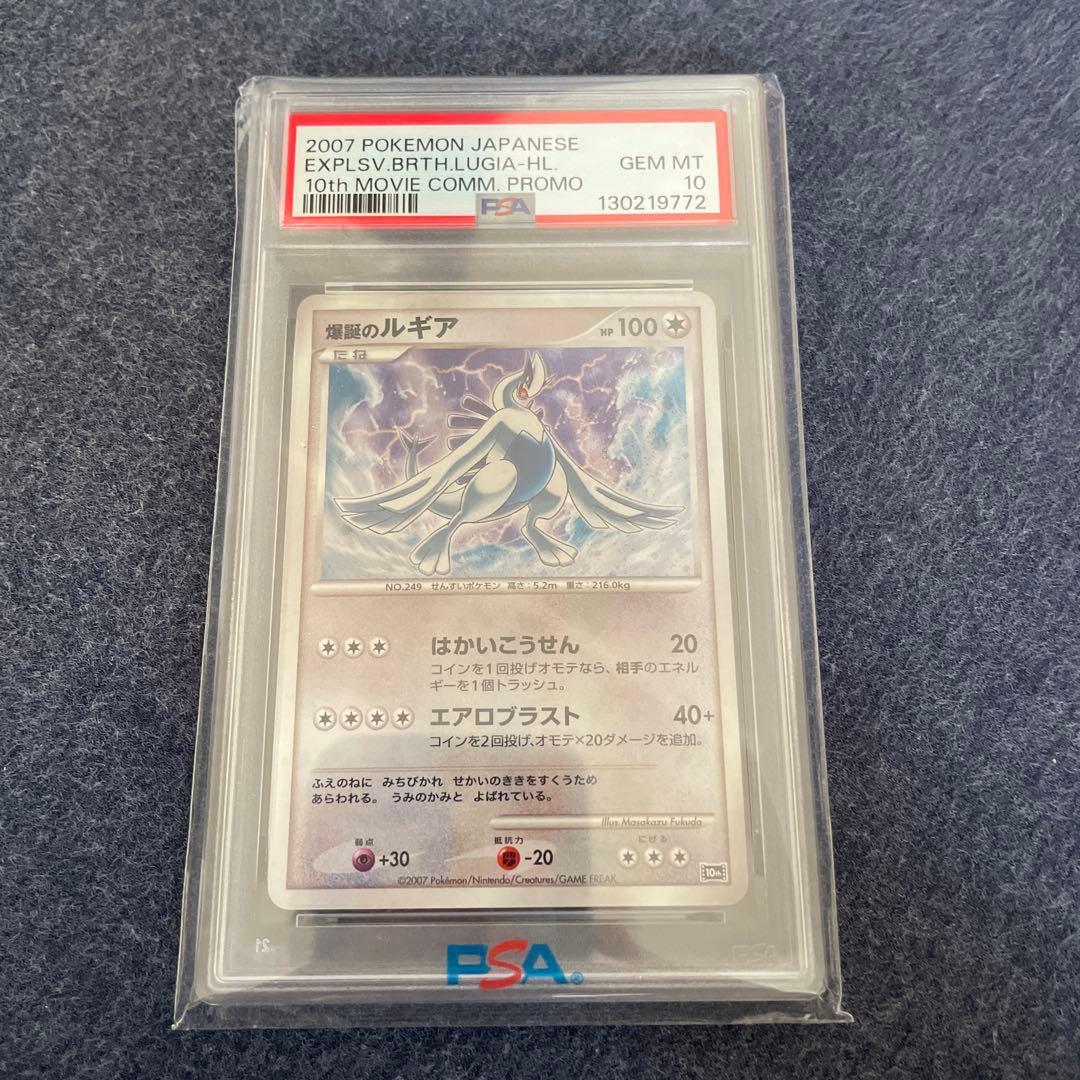 2007 POKEMON JAPANESE
EXPLSV.BRTH.LUGIA-HL. GEM MT
10th MOVIE COMM. PROMO 10
PSA 130219772
爆誕のルギア HP 100
たね
NO.249 せんすいポケモン 高さ:5.2m 重さ:216.0kg
はかいこうせん 20
コインを1回投げオモテなら、相手のエネル
ギーを1個トラッシュ。
エアロブラスト 40+
コインを2回投げ、オモテ×20ダメージを追加。
ふえのねに みちびかれ せかいのききをすくうため
あらわれる。 うみのかみと よばれている。
Illus. Masakazu Fukuda
弱点 +30 抵抗力 -20 にげる
©2007 Pokémon/Nintendo/Creatures/GAME FREAK.
10th
21
PSA
PSA®